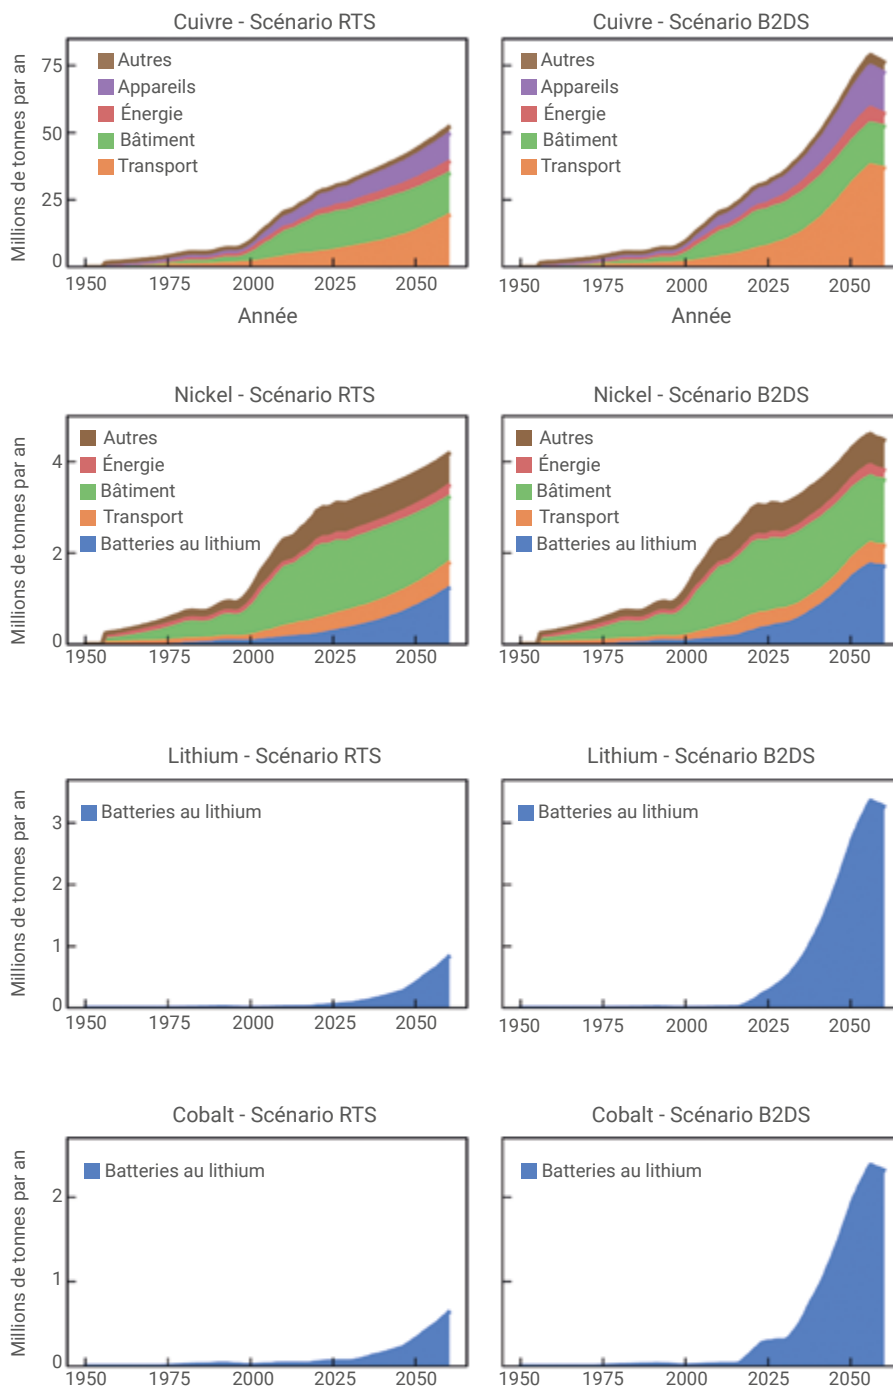 Cuivre - Scénario RTS
Millions de tonnes par an
75
50
25
0
Autres
Appareils
Énergie
Bâtiment
Transport
1950 1975 2000 2025 2050
Année
Cuivre - Scénario B2DS
Autres
Appareils
Énergie
Bâtiment
Transport
1950 1975 2000 2025 2050
Année
Nickel - Scénario RTS
Millions de tonnes par an
4
2
0
Autres
Énergie
Bâtiment
Transport
Batteries au lithium
1950 1975 2000 2025 2050
Nickel - Scénario B2DS
Autres
Énergie
Bâtiment
Transport
Batteries au lithium
1950 1975 2000 2025 2050
Lithium - Scénario RTS
Millions de tonnes par an
3
2
1
0
Batteries au lithium
1950 1975 2000 2025 2050
Lithium - Scénario B2DS
Batteries au lithium
1950 1975 2000 2025 2050
Cobalt - Scénario RTS
Millions de tonnes par an
2
1
0
Batteries au lithium
1950 1975 2000 2025 2050
Cobalt - Scénario B2DS
Batteries au lithium
1950 1975 2000 2025 2050